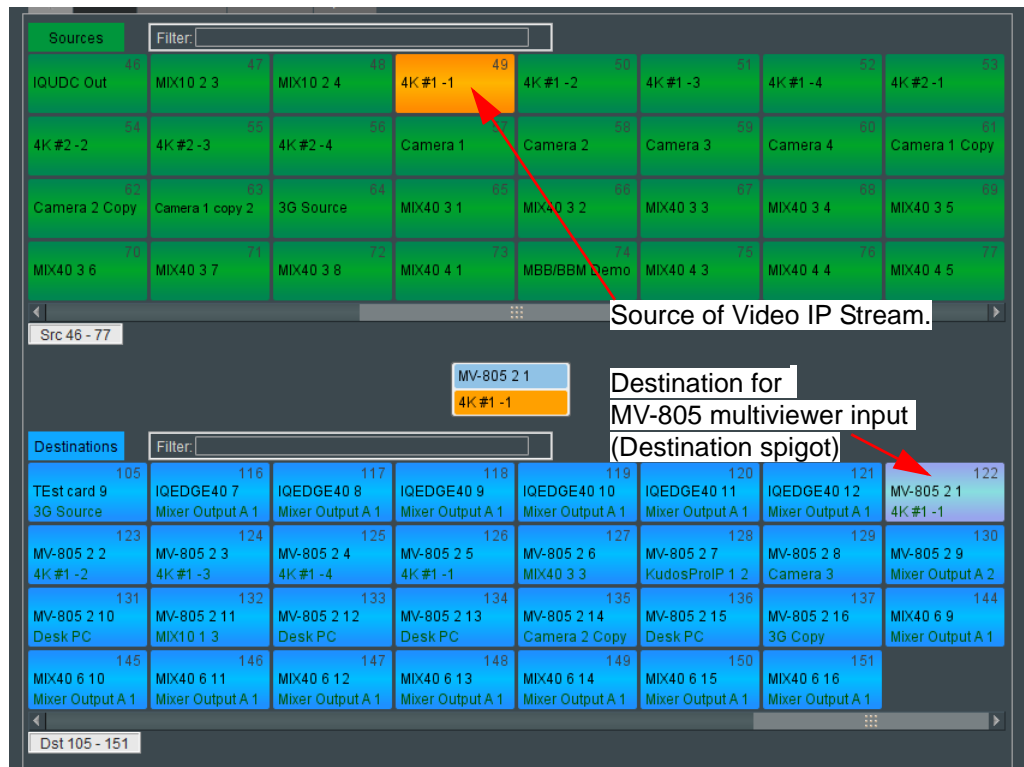 Sources Filter:
46 47 48 49 50 51 52 53
IQUDC Out MIX10 2 3 MIX10 2 4 4K #1 -1 4K #1 -2 4K #1 -3 4K #1 -4 4K #2 -1
54 55 56 57 58 59 60 61
4K #2 -2 4K #2 -3 4K #2 -4 Camera 1 Camera 2 Camera 3 Camera 4 Camera 1 Copy
62 63 64 65 66 67 68 69
Camera 2 Copy Camera 1 copy 2 3G Source MIX40 3 1 MIX40 3 2 MIX40 3 3 MIX40 3 4 MIX40 3 5
70 71 72 73 74 75 76 77
MIX40 3 6 MIX40 3 7 MIX40 3 8 MIX40 4 1 MBB/BBM Demo MIX40 4 3 MIX40 4 4 MIX40 4 5
Source of Video IP Stream.
Src 46 - 77
MV-805 2 1
4K #1 -1
Destination for
MV-805 multiviewer input
(Destination spigot)
Destinations Filter:
105 116 117 118 119 120 121 122
TEst card 9 IQEDGE40 7 IQEDGE40 8 IQEDGE40 9 IQEDGE40 10 IQEDGE40 11 IQEDGE40 12 MV-805 2 1
3G Source Mixer Output A 1 Mixer Output A 1 Mixer Output A 1 Mixer Output A 1 Mixer Output A 1 Mixer Output A 1 4K #1 -1
123 124 125 126 127 128 129 130
MV-805 2 2 MV-805 2 3 MV-805 2 4 MV-805 2 5 MV-805 2 6 MV-805 2 7 MV-805 2 8 MV-805 2 9
4K #1 -2 4K #1 -3 4K #1 -4 4K #1 -1 MIX40 3 3 KudosProIP 1 2 Camera 3 Mixer Output A 2
131 132 133 134 135 136 137 144
MV-805 2 10 MV-805 2 11 MV-805 2 12 MV-805 2 13 MV-805 2 14 MV-805 2 15 MV-805 2 16 MIX40 6 9
Desk PC MIX10 1 3 Desk PC Desk PC Camera 2 Copy Desk PC 3G Copy Mixer Output A 1
145 146 147 148 149 150 151
MIX40 6 10 MIX40 6 11 MIX40 6 12 MIX40 6 13 MIX40 6 14 MIX40 6 15 MIX40 6 16
Mixer Output A 1 Mixer Output A 1 Mixer Output A 1 Mixer Output A 1 Mixer Output A 1 Mixer Output A 1 Mixer Output A 1
Dst 105 - 151